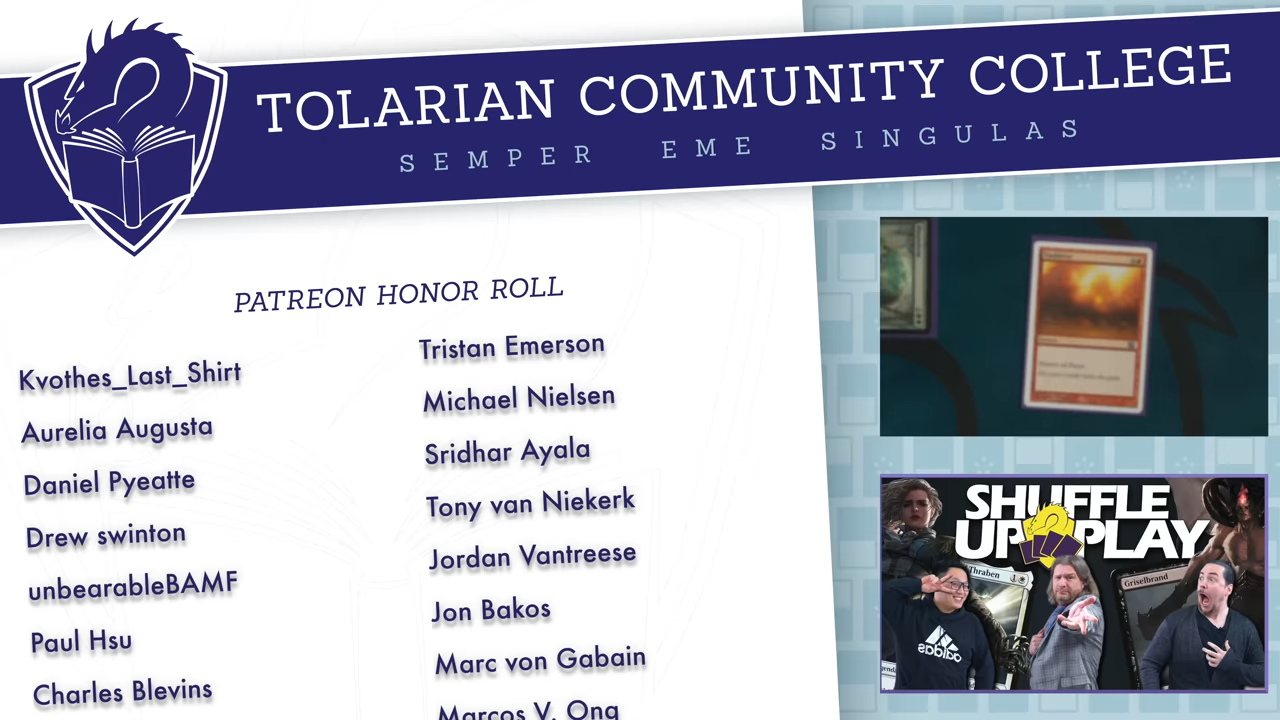 TOLARIAN COMMUNITY COLLEGE
SEMPER EME SINGULAS
PATREON HONOR ROLL
Kvothes_Last_Shirt
Aurelia Augusta
Daniel Pyeatte
Drew swinton
unbearableBAMF
Paul Hsu
Charles Blevins
Tristan Emerson
Michael Nielsen
Sridhar Ayala
Tony van Niekerk
Jordan Vantreese
Jon Bakos
Marc von Gabain
Marcos V. Ong
SHUFFLE
UP PLAY
Thraben
Griselbrand
adidas